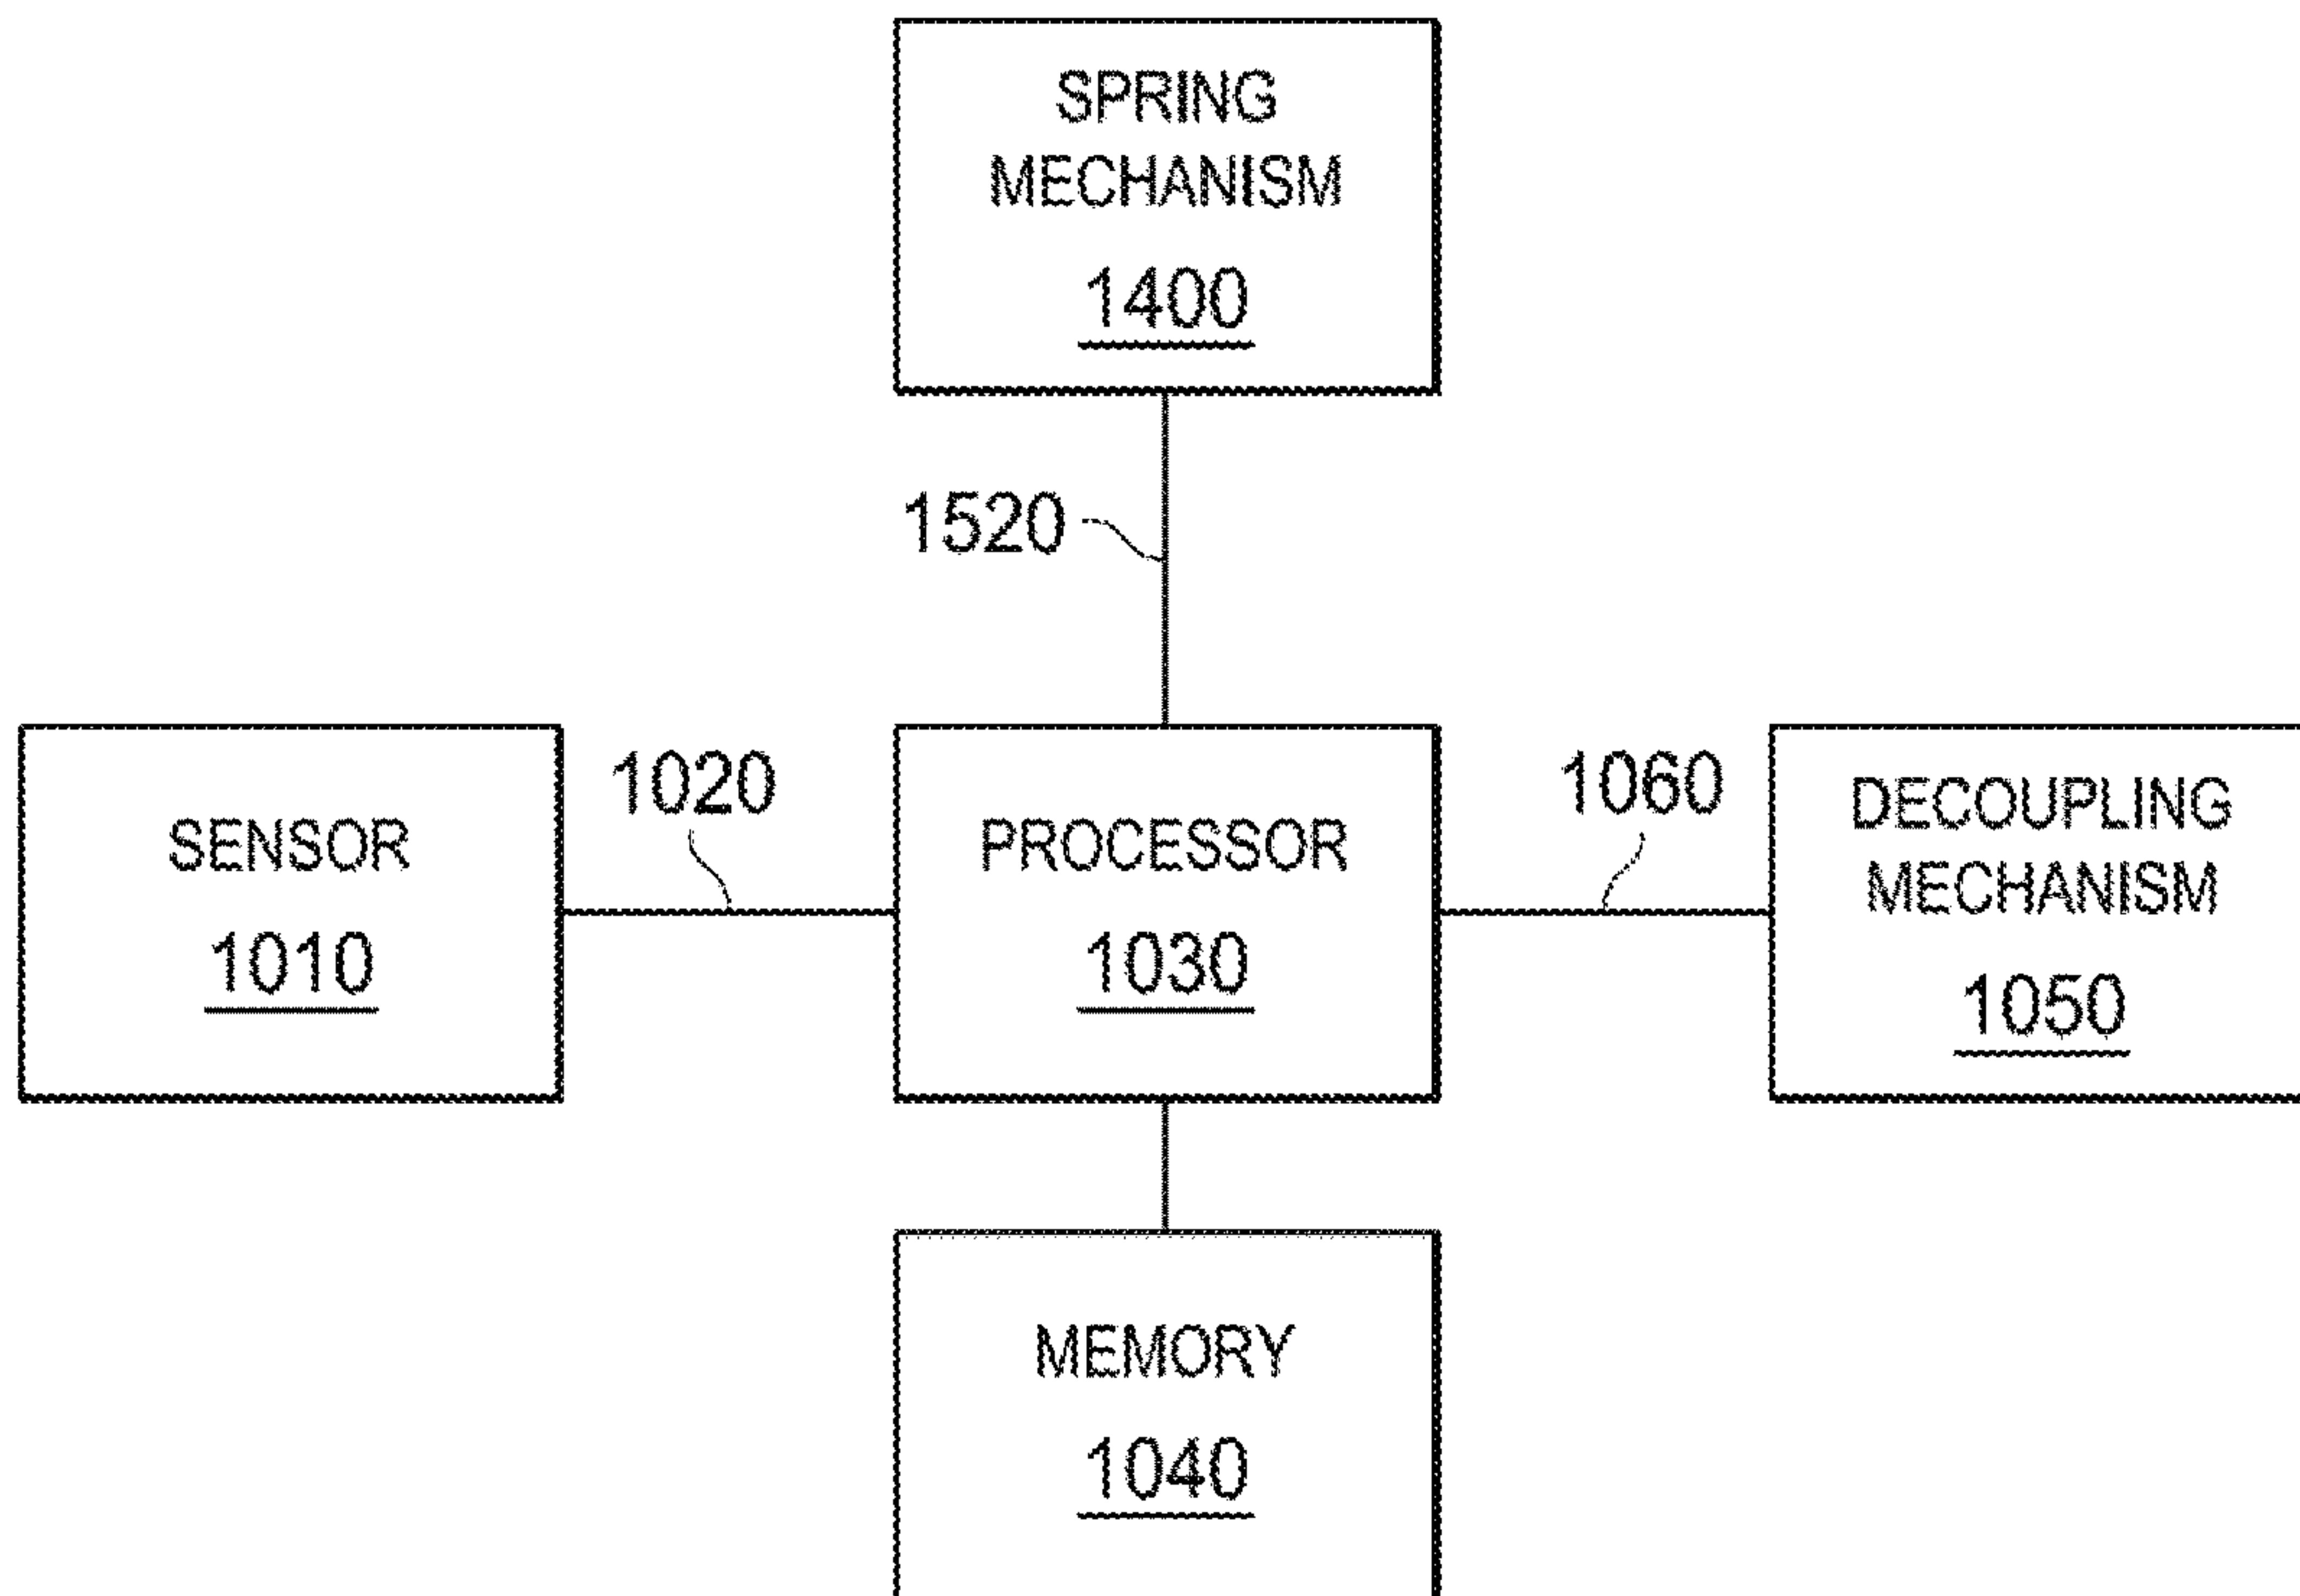 SPRING
MECHANISM
1400
1520
SENSOR
1010
1020
PROCESSOR
1030
1060
DECOUPLING
MECHANISM
1050
MEMORY
1040